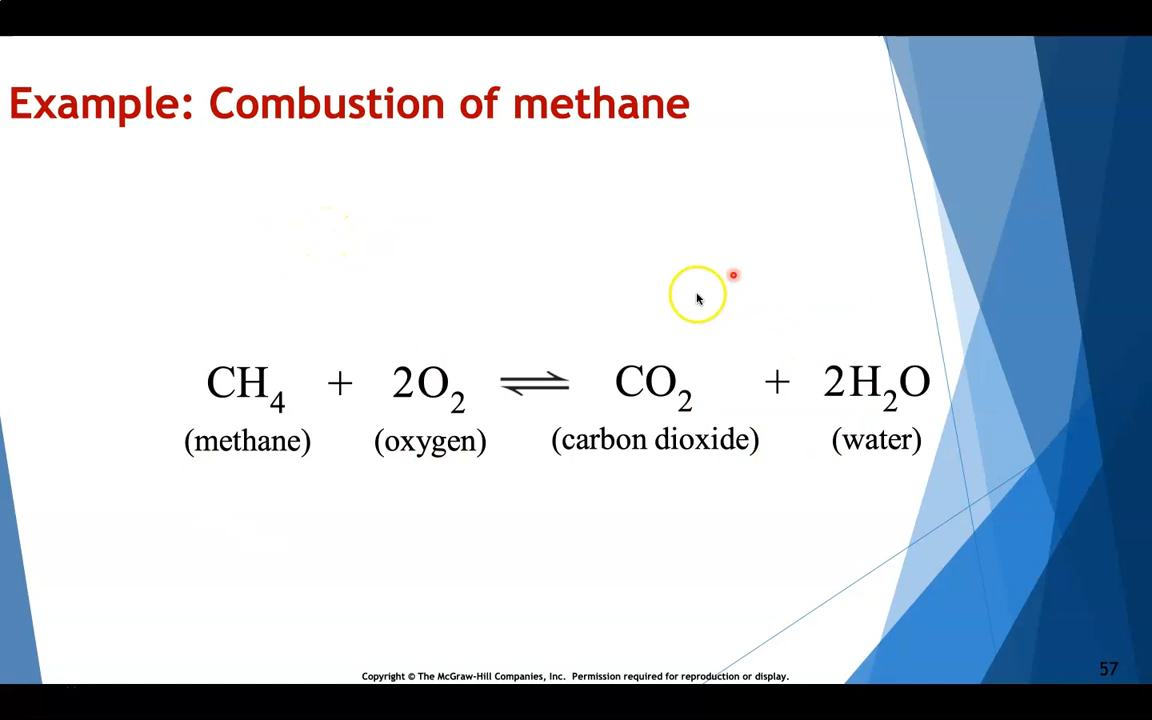 Example: Combustion of methane
CH₄ + 2O₂ ⇌ CO₂ + 2H₂O
(methane) (oxygen) (carbon dioxide) (water)
Copyright © The McGraw-Hill Companies, Inc. Permission required for reproduction or display.
57